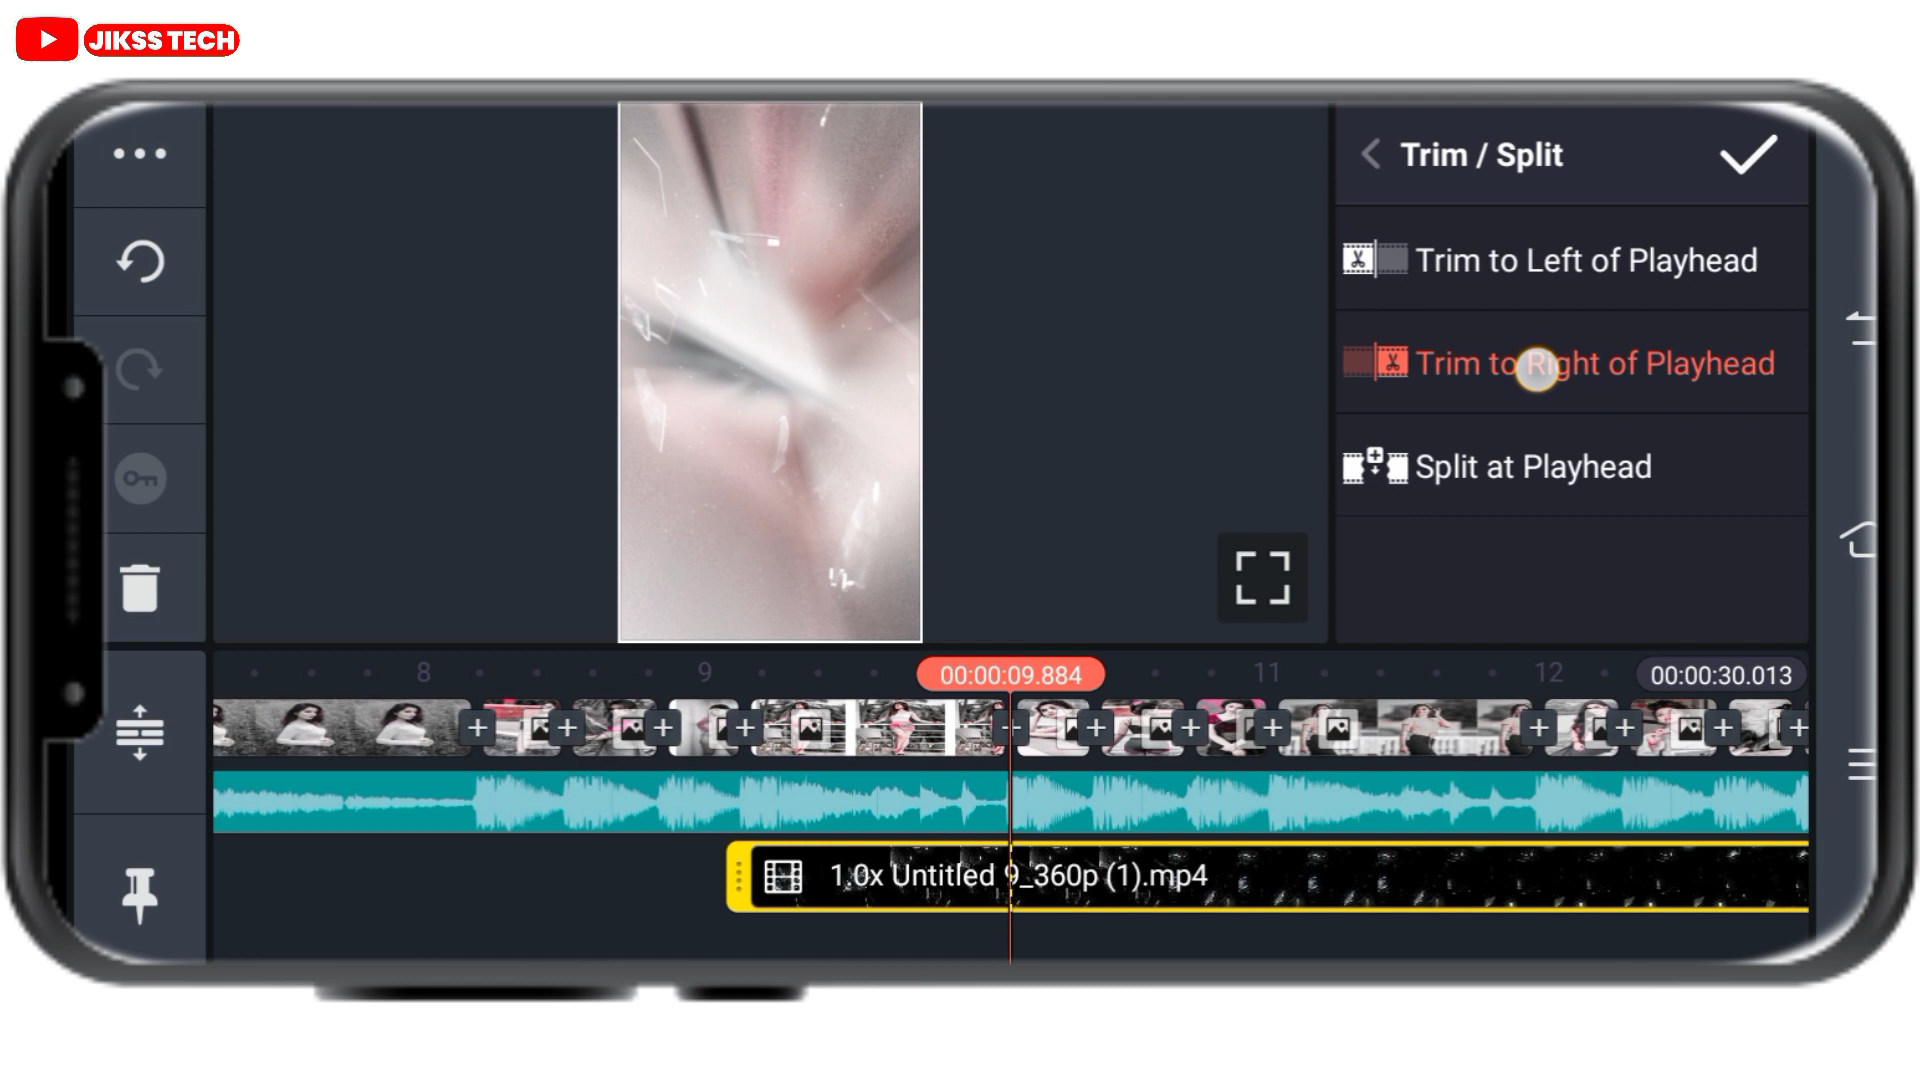 JIKSS TECH
Trim / Split
Trim to Left of Playhead
Trim to Right of Playhead
Split at Playhead
8
9
00:00:09.884
11
12
00:00:30.013
1.0x Untitled 9_360p (1).mp4